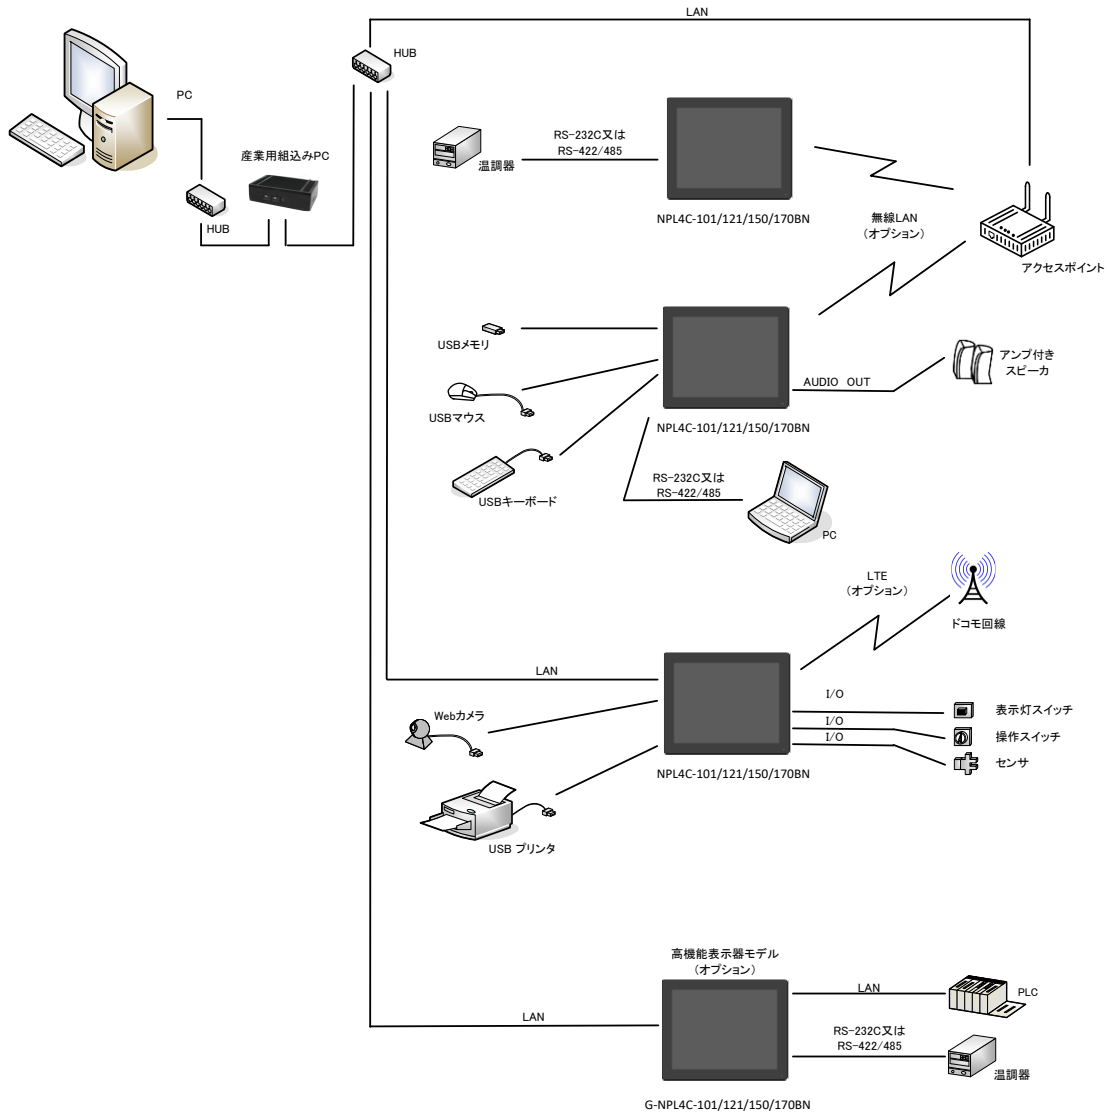 LAN
HUB
PC
産業用組込みPC
HUB
RS-232C又は
RS-422/485
温調器
NPL4C-101/121/150/170BN
無線LAN
(オプション)
アクセスポイント
USBメモリ
USBマウス
USBキーボード
アンプ付き
スピーカ
AUDIO OUT
NPL4C-101/121/150/170BN
RS-232C又は
RS-422/485
PC
LTE
(オプション)
ドコモ回線
LAN
Webカメラ
I/O
表示灯スイッチ
I/O
操作スイッチ
I/O
センサ
NPL4C-101/121/150/170BN
USB プリンタ
高機能表示器モデル
(オプション)
LAN
LAN
PLC
RS-232C又は
RS-422/485
温調器
G-NPL4C-101/121/150/170BN